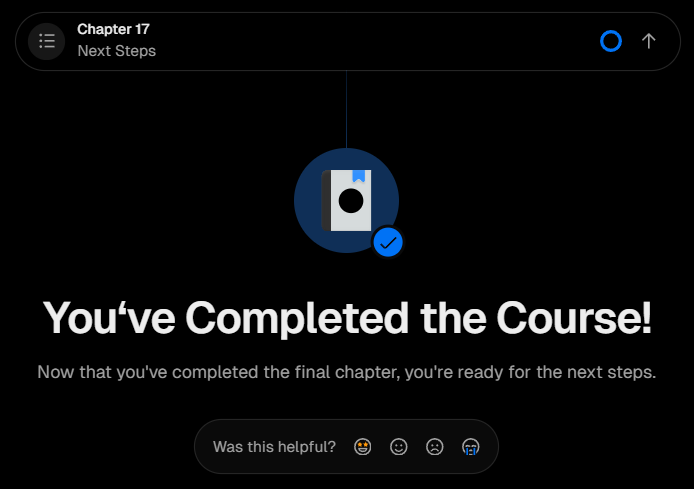 Chapter 17
Next Steps
You‘ve Completed the Course!
Now that you've completed the final chapter, you're ready for the next steps.
Was this helpful?